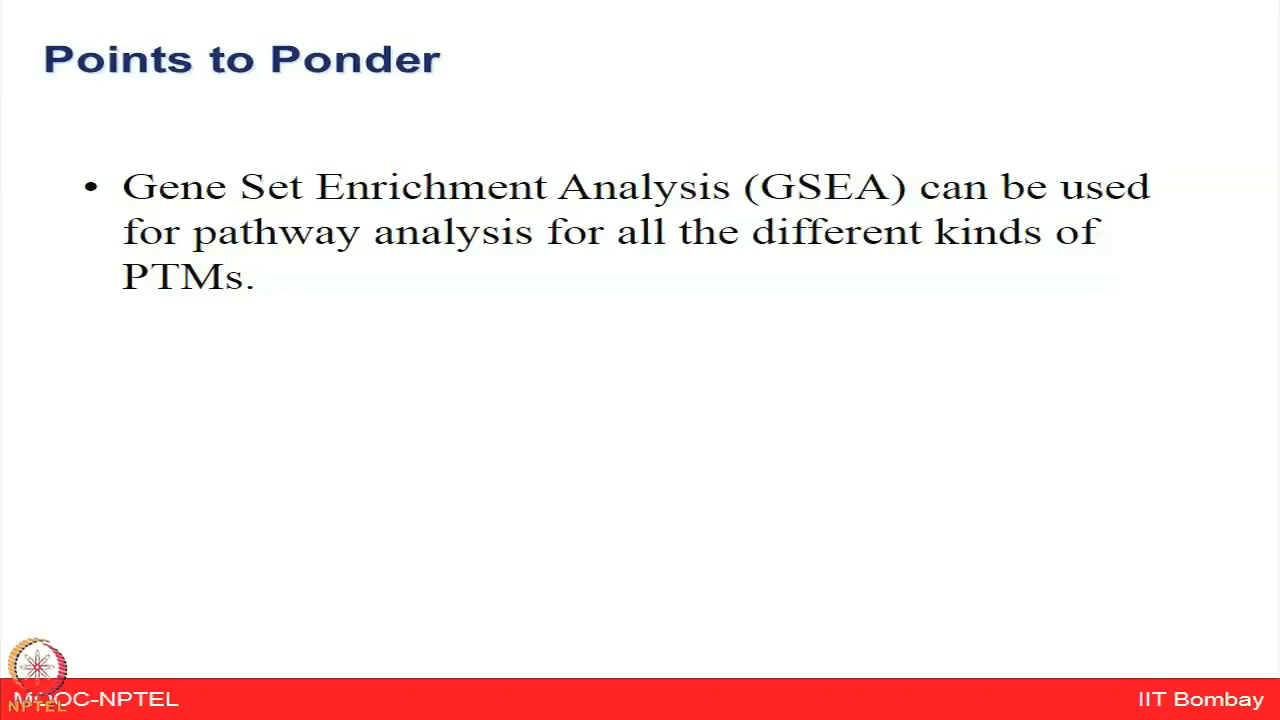 Points to Ponder
• Gene Set Enrichment Analysis (GSEA) can be used
for pathway analysis for all the different kinds of
PTMs.
MOOC-NPTEL
NPTEL
IIT Bombay